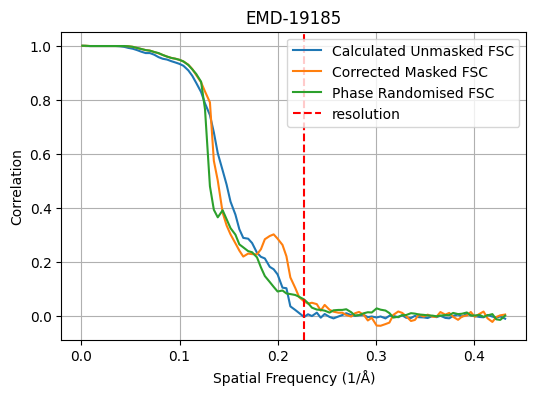 EMD-19185
Calculated Unmasked FSC
Corrected Masked FSC
Phase Randomised FSC
resolution
Correlation
1.0
0.8
0.6
0.4
0.2
0.0
0.0 0.1 0.2 0.3 0.4
Spatial Frequency (1/Å)